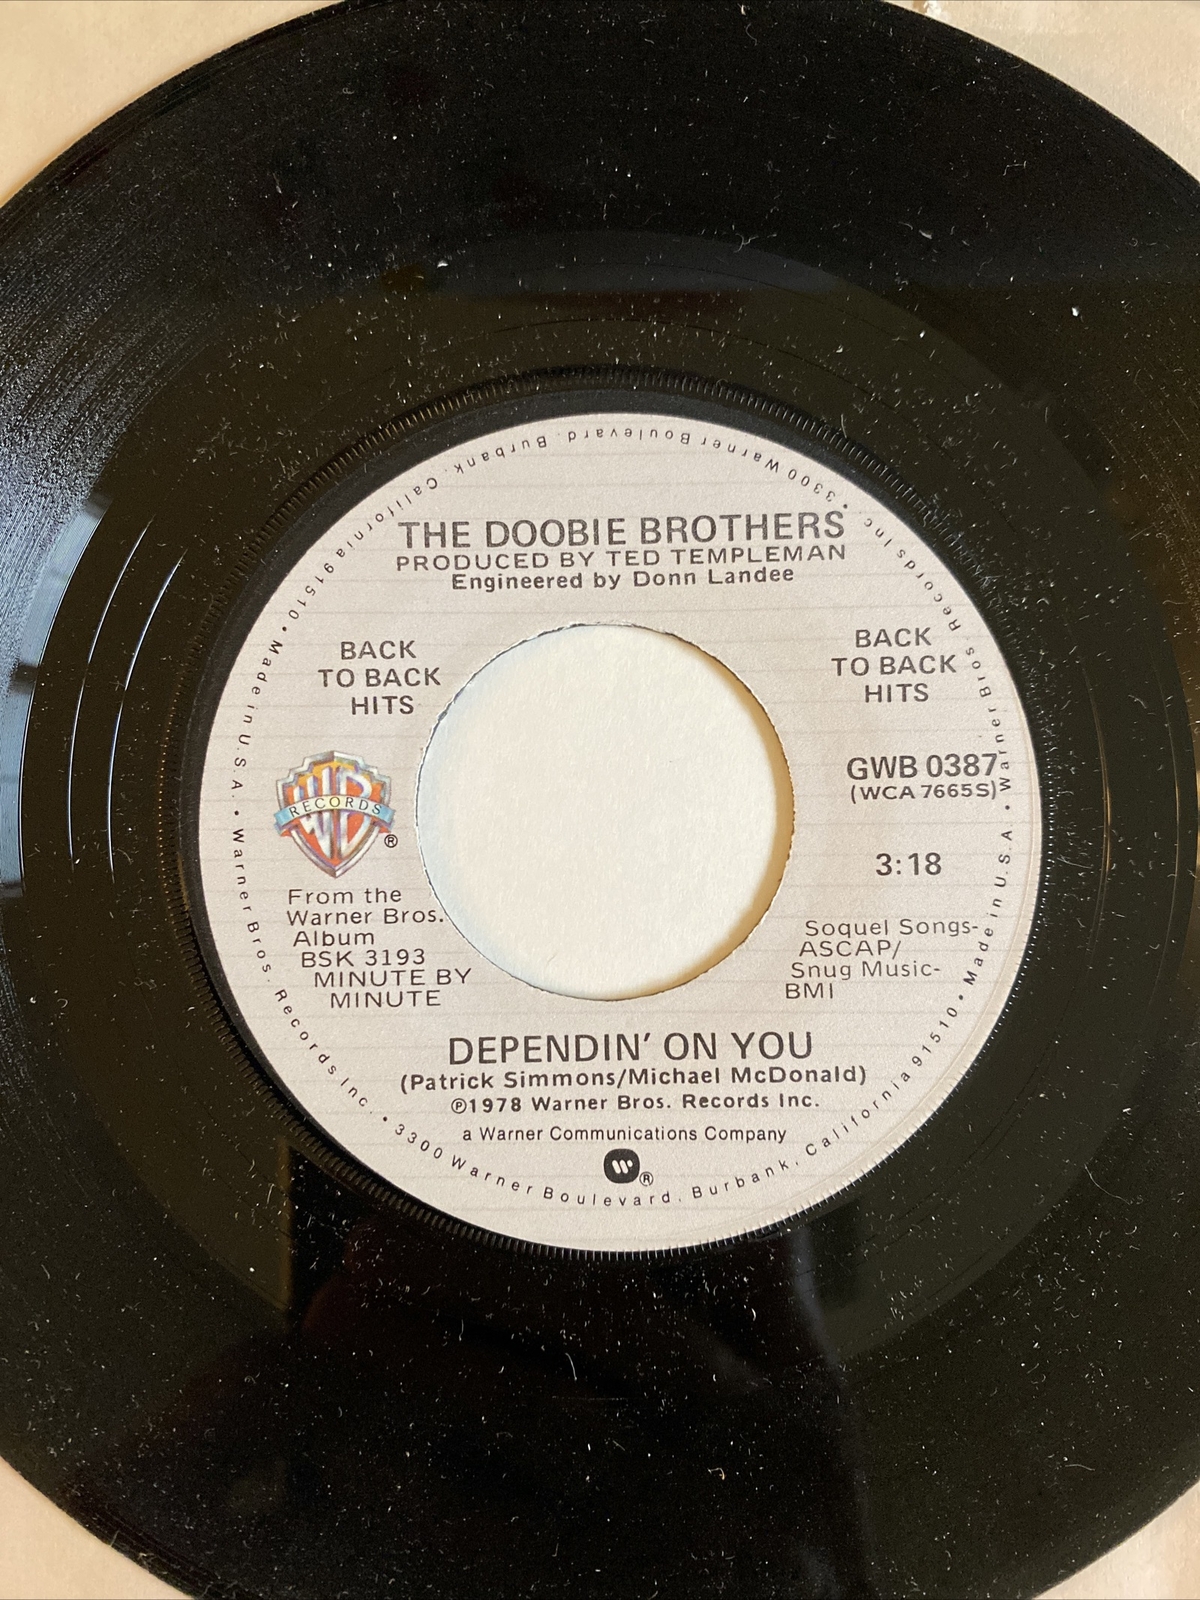 THE DOOBIE BROTHERS
PRODUCED BY TED TEMPLEMAN
Engineered by Donn Landee
BACK
TO BACK
HITS
BACK
TO BACK
HITS
RECORDS
®
GWB 0387
(WCA 7665S)
3:18
From the
Warner Bros.
Album
BSK 3193
MINUTE BY
MINUTE
Soquel Songs-
ASCAP/
Snug Music-
BMI
DEPENDIN' ON YOU
(Patrick Simmons/Michael McDonald)
℗1978 Warner Bros. Records Inc.
a Warner Communications Company
®
Made in U.S.A. • Warner Bros. Records Inc. • 3300 Warner Boulevard, Burbank, California 91510 • Made in U.S.A. • Warner Bros. Records Inc. • 3300 Warner Boulevard, Burbank, California 91510 •